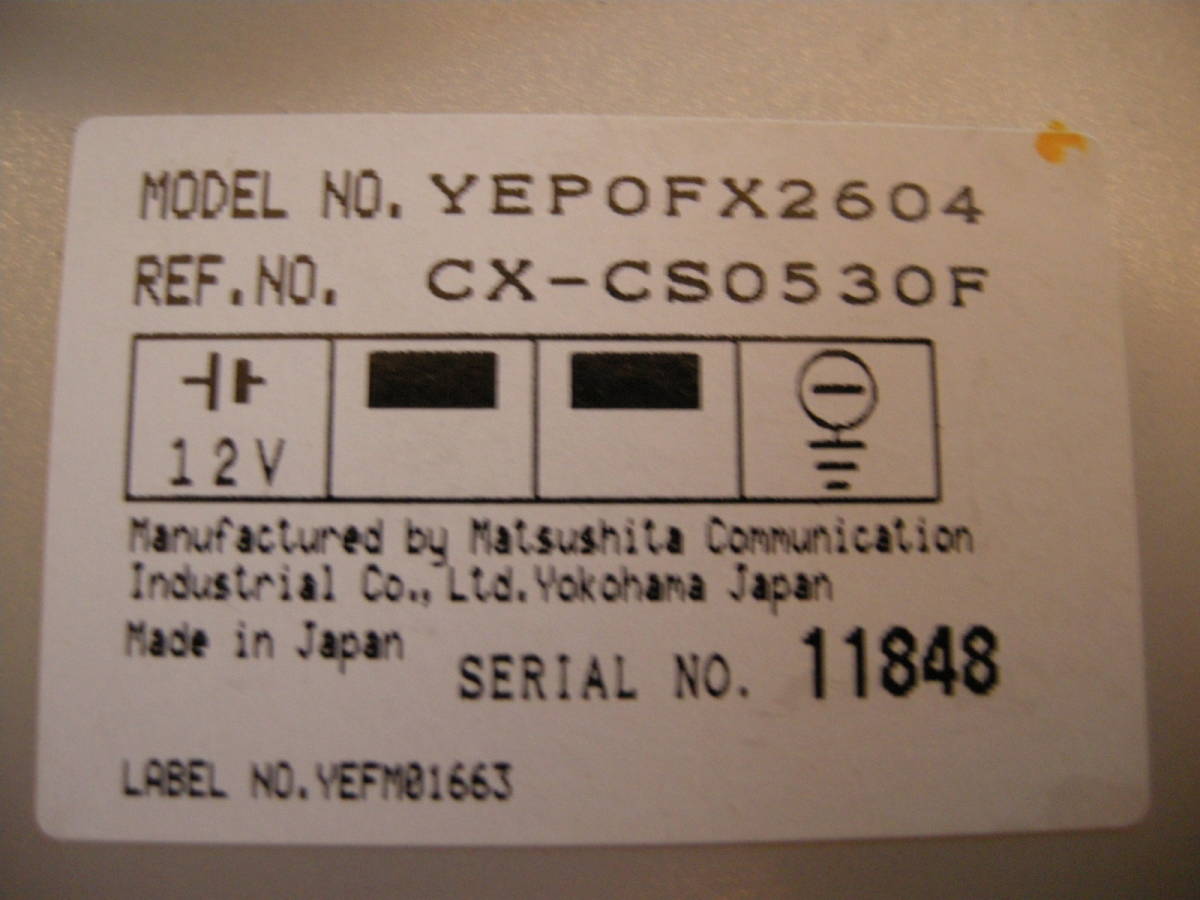 MODEL NO. YEP0FX2604
REF.NO. CX-CS0530F
12V
Manufactured by Matsushita Communication
Industrial Co., Ltd. Yokohama Japan
Made in Japan
SERIAL NO. 11848
LABEL NO. YEFM01663